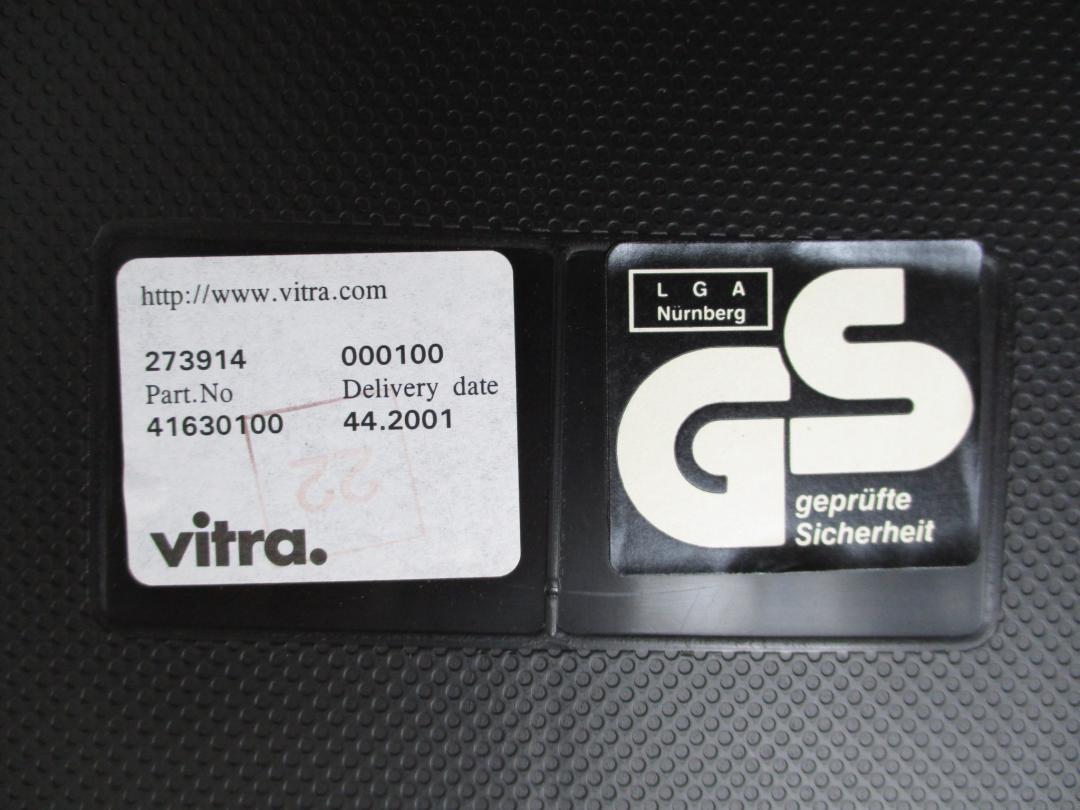 http://www.vitra.com
273914 000100
Part.No Delivery date
41630100 44.2001
22
vitra.
L G A
Nürnberg
GS
geprüfte
Sicherheit